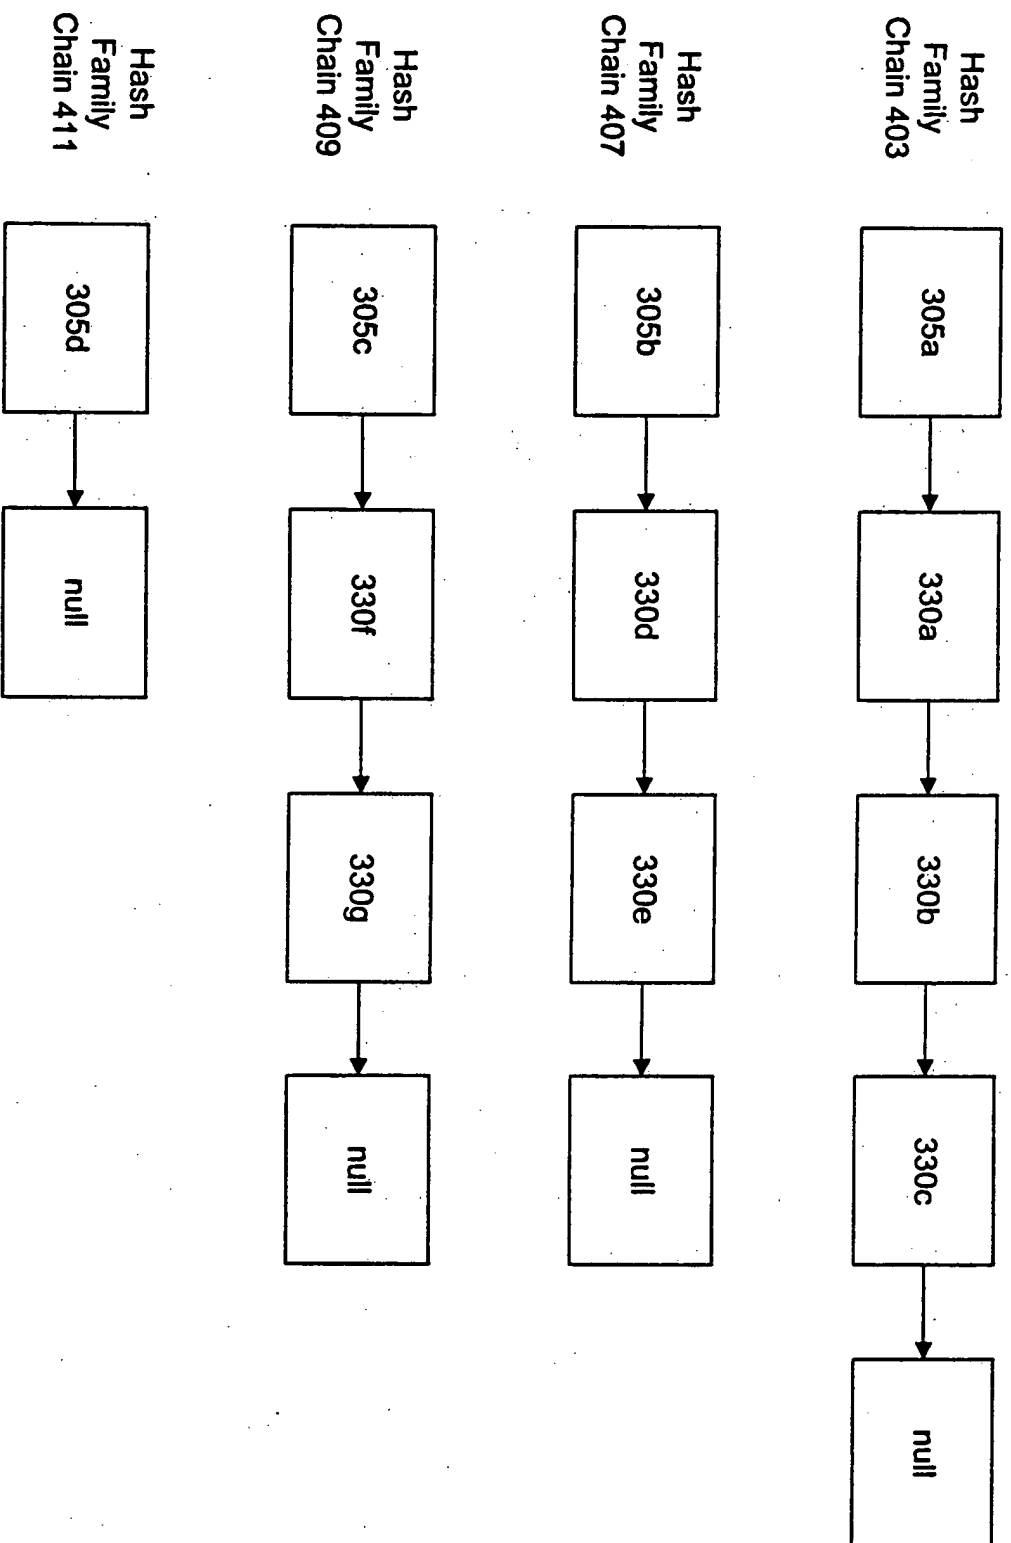 Hash
Family
Chain 403
305a
330a
330b
330c
null
Hash
Family
Chain 407
305b
330d
330e
null
Hash
Family
Chain 409
305c
330f
330g
null
Hash
Family
Chain 411
305d
null